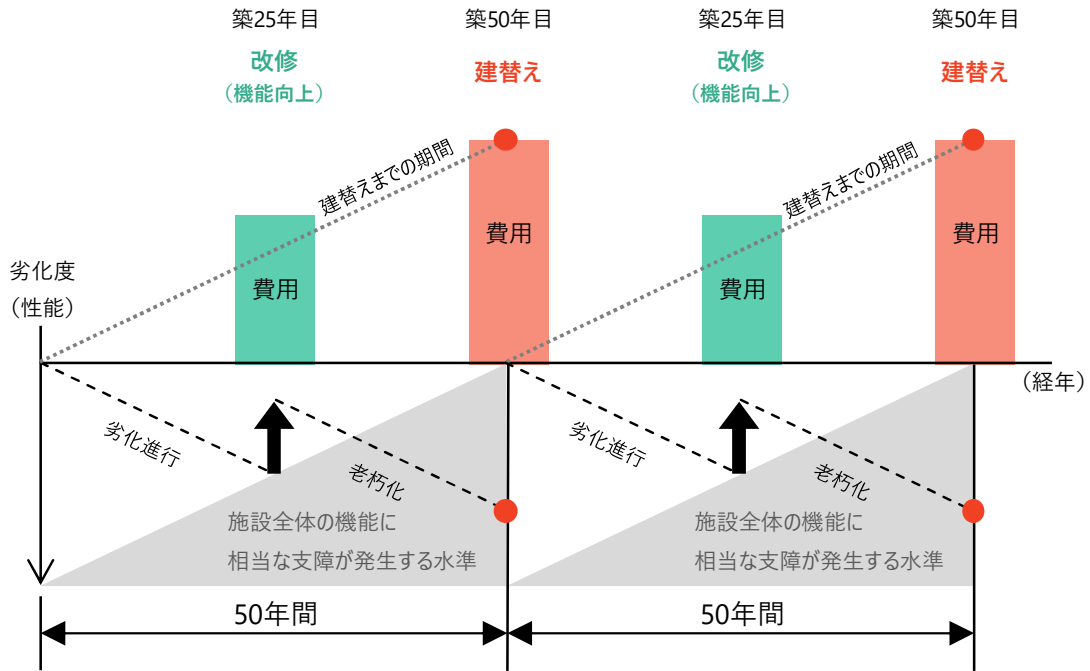 築25年目
築50年目
築25年目
築50年目
改修
(機能向上)
建替え
改修
(機能向上)
建替え
建替えまでの期間
建替えまでの期間
費用
費用
費用
費用
劣化度
(性能)
(経年)
劣化進行
老朽化
劣化進行
老朽化
施設全体の機能に
相当な支障が発生する水準
施設全体の機能に
相当な支障が発生する水準
50年間
50年間